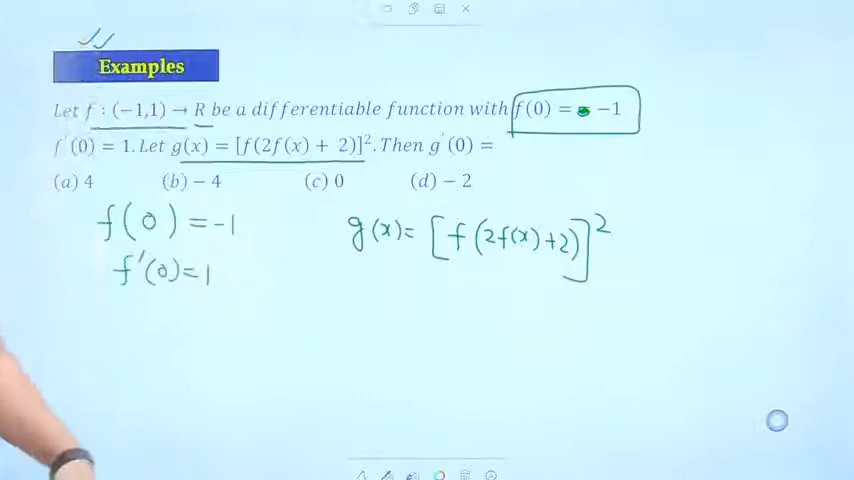 Examples
Let f : (−1,1) → R be a differentiable function with f(0) = −1
f'(0) = 1. Let g(x) = [f(2f(x) + 2)]². Then g'(0) =
(a) 4 (b) − 4 (c) 0 (d) − 2
f(0) = -1 g(x) = [f(2f(x)+2)]²
f'(0) = 1